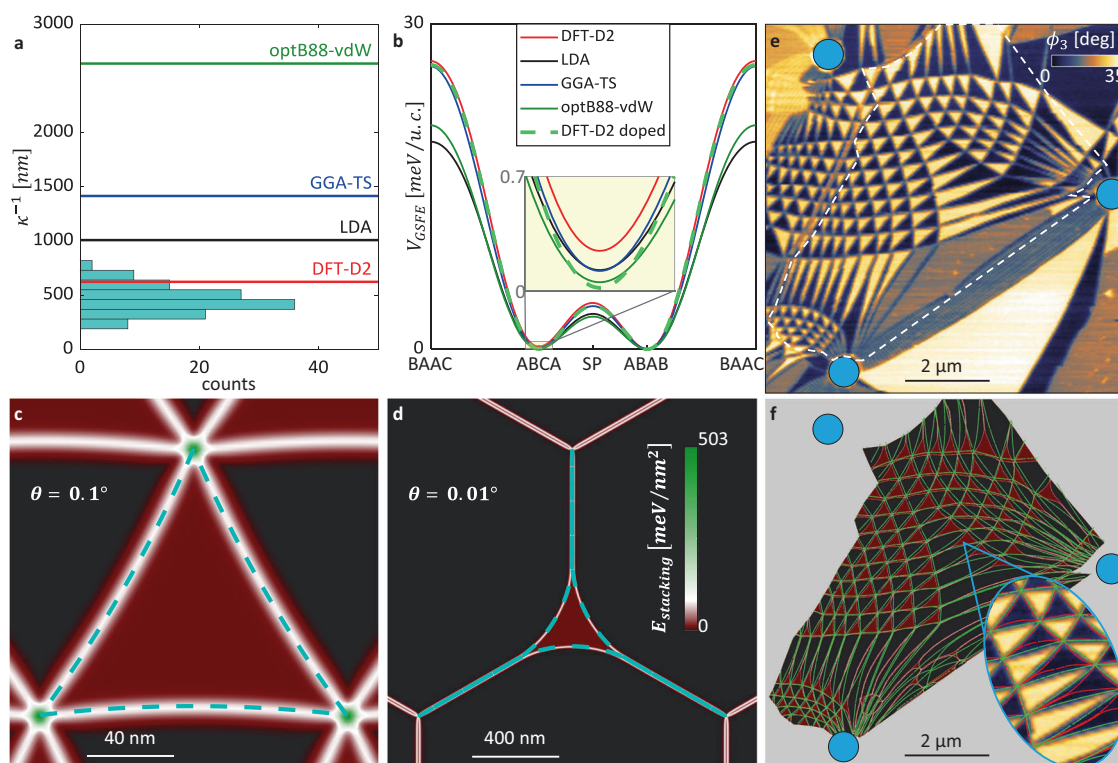 a
3000
2500
2000
1500
1000
500
0
κ⁻¹ [nm]
optB88-vdW
GGA-TS
LDA
DFT-D2
0
20
40
counts
b
30
0
V_GSFE [meV/u. c.]
DFT-D2
LDA
GGA-TS
optB88-vdW
DFT-D2 doped
0.7
0
BAAC
ABCA
SP
ABAB
BAAC
e
ϕ₃ [deg]
0
35
2 µm
c
θ = 0.1°
40 nm
d
θ = 0.01°
503
0
E_stacking [meV/nm²]
400 nm
f
2 µm